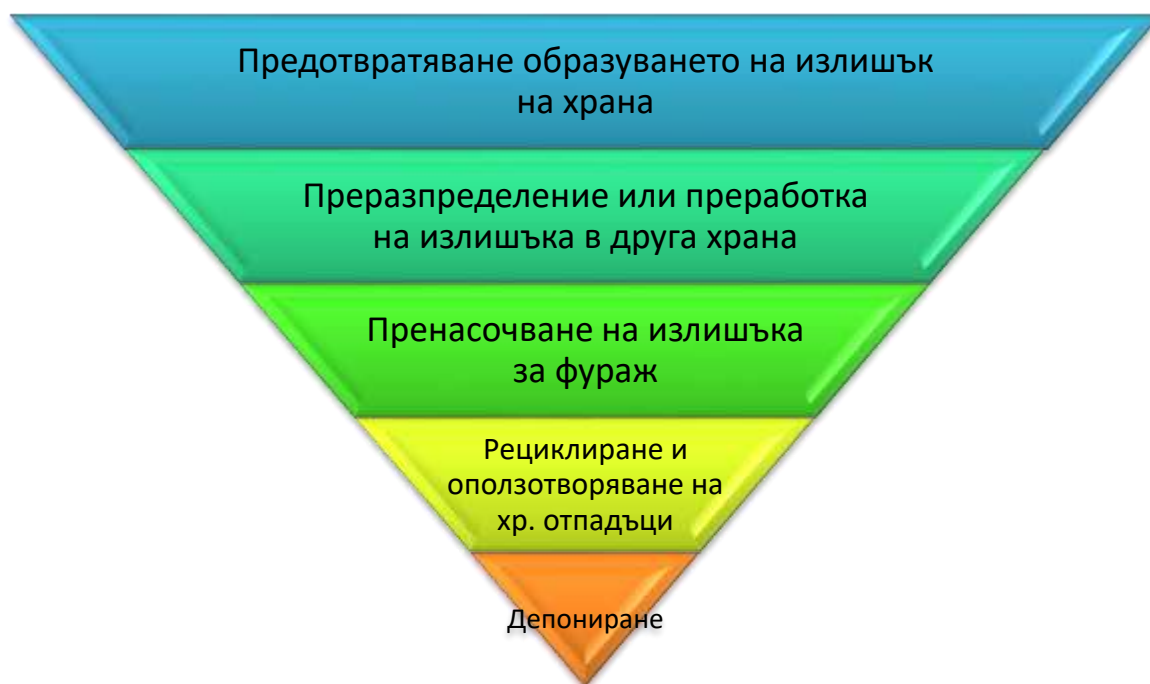 Предотвратяване образуването на излишък
на храна
Преразпределение или преработка
на излишъка в друга храна
Пренасочване на излишъка
за фураж
Рециклиране и
оползотворяване на
хр. отпадъци
Депониране